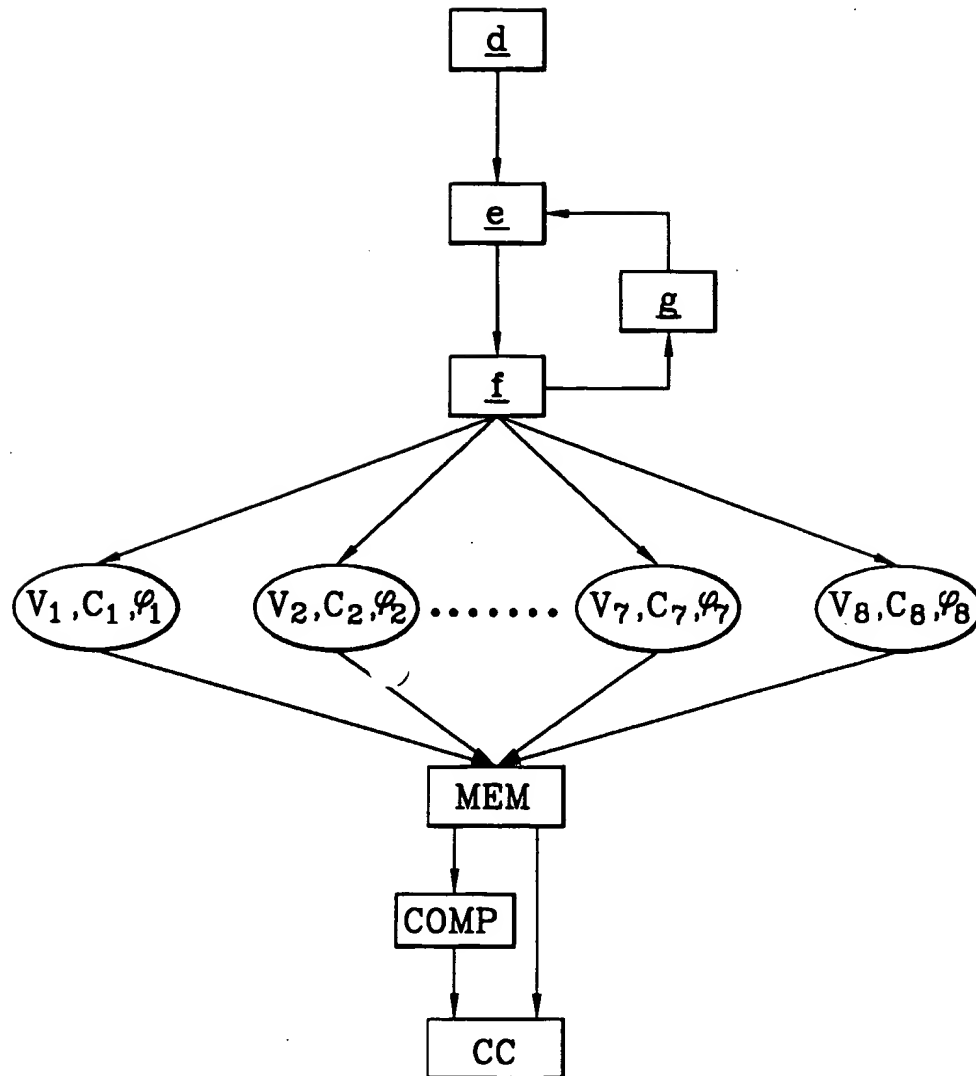 d
e
g
f
V₁,C₁,φ₁
V₂,C₂,φ₂ ....... V₇,C₇,φ₇
V₈,C₈,φ₈
MEM
COMP
CC